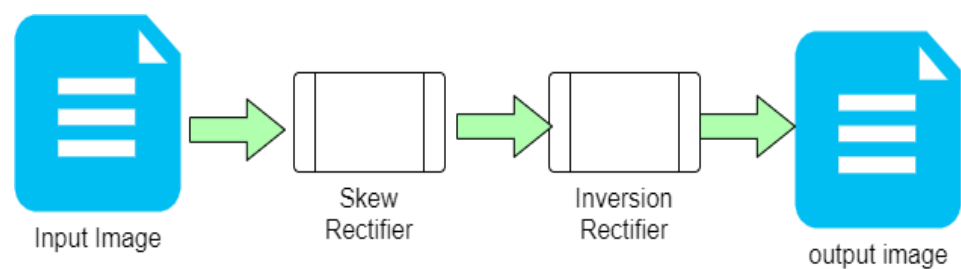 Input Image
Skew
Rectifier
Inversion
Rectifier
output image